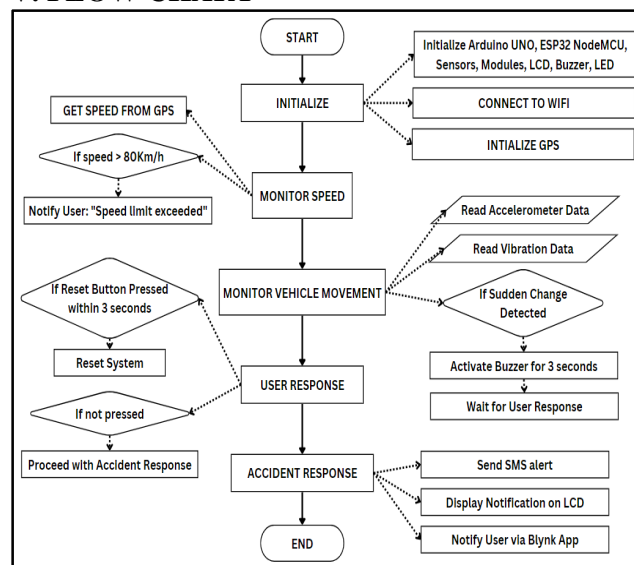 V. FLOW CHART
START
Initialize Arduino UNO, ESP32 NodeMCU,
Sensors, Modules, LCD, Buzzer, LED
INITIALIZE
GET SPEED FROM GPS
CONNECT TO WIFI
INTIALIZE GPS
If speed > 80Km/h
MONITOR SPEED
Notify User: "Speed limit exceeded"
Read Accelerometer Data
Read VIbration Data
MONITOR VEHICLE MOVEMENT
If Reset Button Pressed
within 3 seconds
If Sudden Change
Detected
Reset System
Activate Buzzer for 3 seconds
USER RESPONSE
Wait for User Response
If not pressed
Proceed with Accident Response
ACCIDENT RESPONSE
Send SMS alert
Display Notification on LCD
Notify User via Blynk App
END